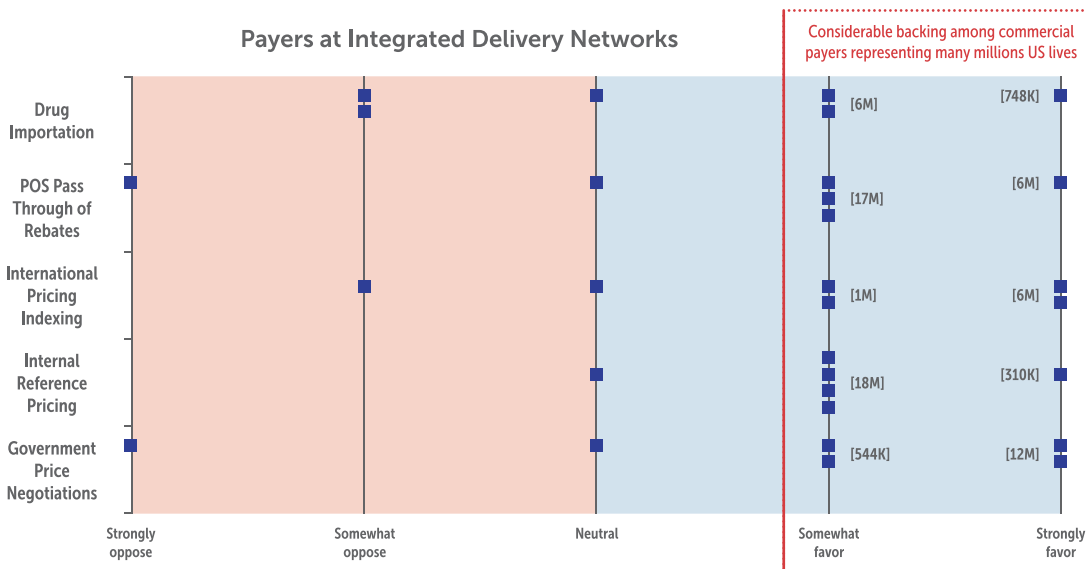 Payers at Integrated Delivery Networks
Considerable backing among commercial
payers representing many millions US lives
Drug
Importation
[6M]
[748K]
POS Pass
Through of
Rebates
[17M]
[6M]
International
Pricing
Indexing
[1M]
[6M]
Internal
Reference
Pricing
[18M]
[310K]
Government
Price
Negotiations
[544K]
[12M]
Strongly
oppose
Somewhat
oppose
Neutral
Somewhat
favor
Strongly
favor